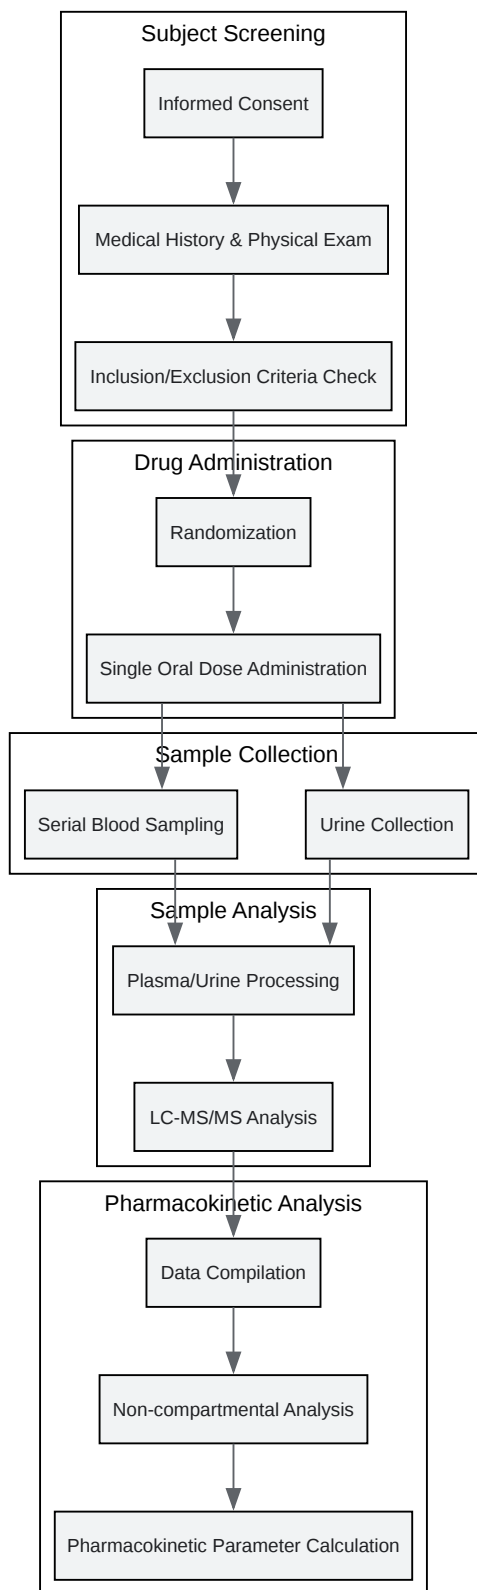 Subject Screening
Informed Consent
Medical History & Physical Exam
Inclusion/Exclusion Criteria Check
Drug Administration
Randomization
Single Oral Dose Administration
Sample Collection
Serial Blood Sampling
Urine Collection
Sample Analysis
Plasma/Urine Processing
LC-MS/MS Analysis
Pharmacokinetic Analysis
Data Compilation
Non-compartmental Analysis
Pharmacokinetic Parameter Calculation